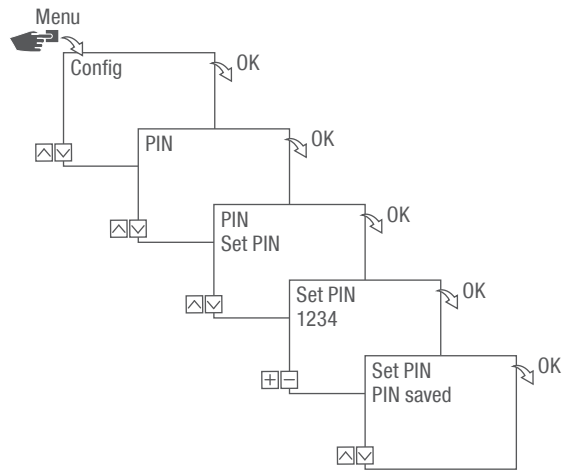 Menu
Config
OK
PIN
OK
PIN
Set PIN
OK
Set PIN
1234
OK
Set PIN
PIN saved
OK